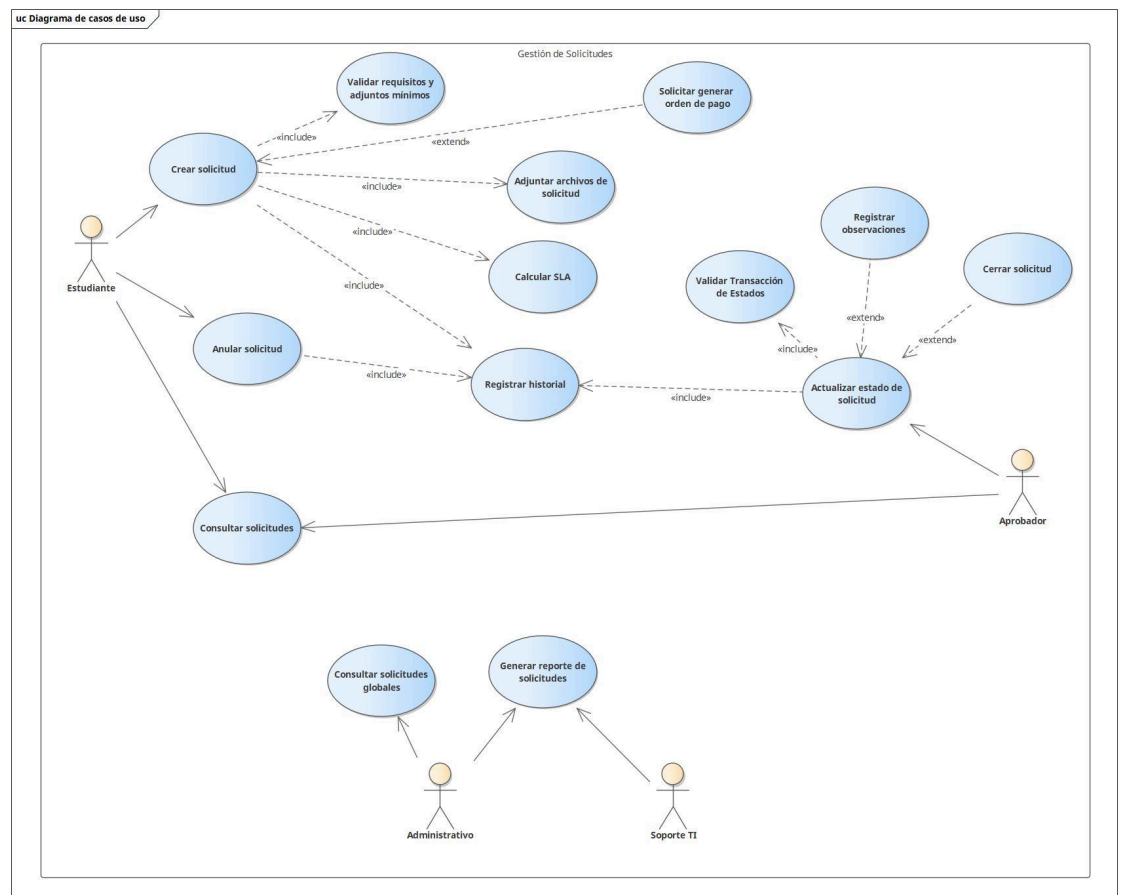 uc Diagrama de casos de uso
Gestión de Solicitudes
Validar requisitos y
adjuntos mínimos
Solicitar generar
orden de pago
«include»
«extend»
Crear solicitud
Adjuntar archivos de
solicitud
«include»
Registrar
observaciones
«include»
Cerrar solicitud
Calcular SLA
Validar Transacción
de Estados
Estudiante
«include»
«extend»
«extend»
«include»
Anular solicitud
«include»
Registrar historial
«include»
Actualizar estado de
solicitud
Consultar solicitudes
Aprobador
Consultar solicitudes
globales
Generar reporte de
solicitudes
Administrativo
Soporte TI